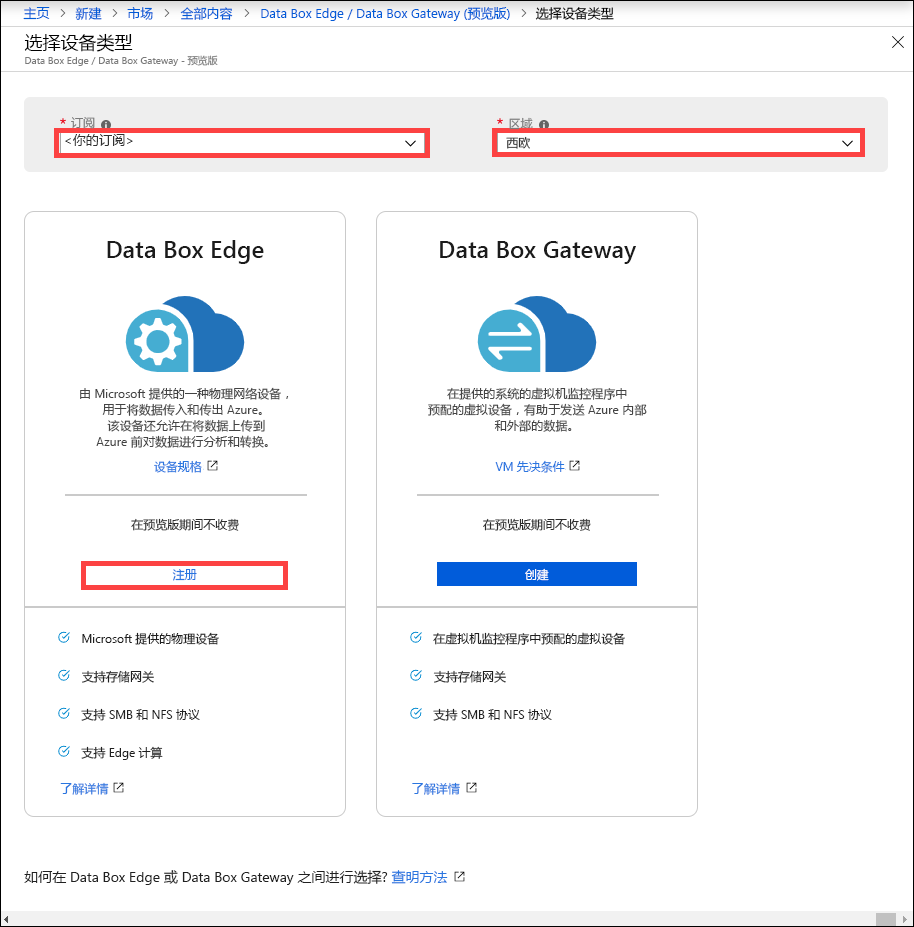 主页 > 新建 > 市场 > 全部内容 > Data Box Edge / Data Box Gateway (预览版) > 选择设备类型
选择设备类型
Data Box Edge / Data Box Gateway - 预览版
* 订阅
<你的订阅>
* 区域
西欧
Data Box Edge
由 Microsoft 提供的一种物理网络设备，
用于将数据传入和传出 Azure。
该设备还允许在将数据上传到
Azure 前对数据进行分析和转换。
设备规格
在预览版期间不收费
注册
Microsoft 提供的物理设备
支持存储网关
支持 SMB 和 NFS 协议
支持 Edge 计算
了解详情
Data Box Gateway
在提供的系统的虚拟机监控程序中
预配的虚拟设备，有助于发送 Azure 内部
和外部的数据。
VM 先决条件
在预览版期间不收费
创建
在虚拟机监控程序中预配的虚拟设备
支持存储网关
支持 SMB 和 NFS 协议
了解详情
如何在 Data Box Edge 或 Data Box Gateway 之间进行选择? 查明方法